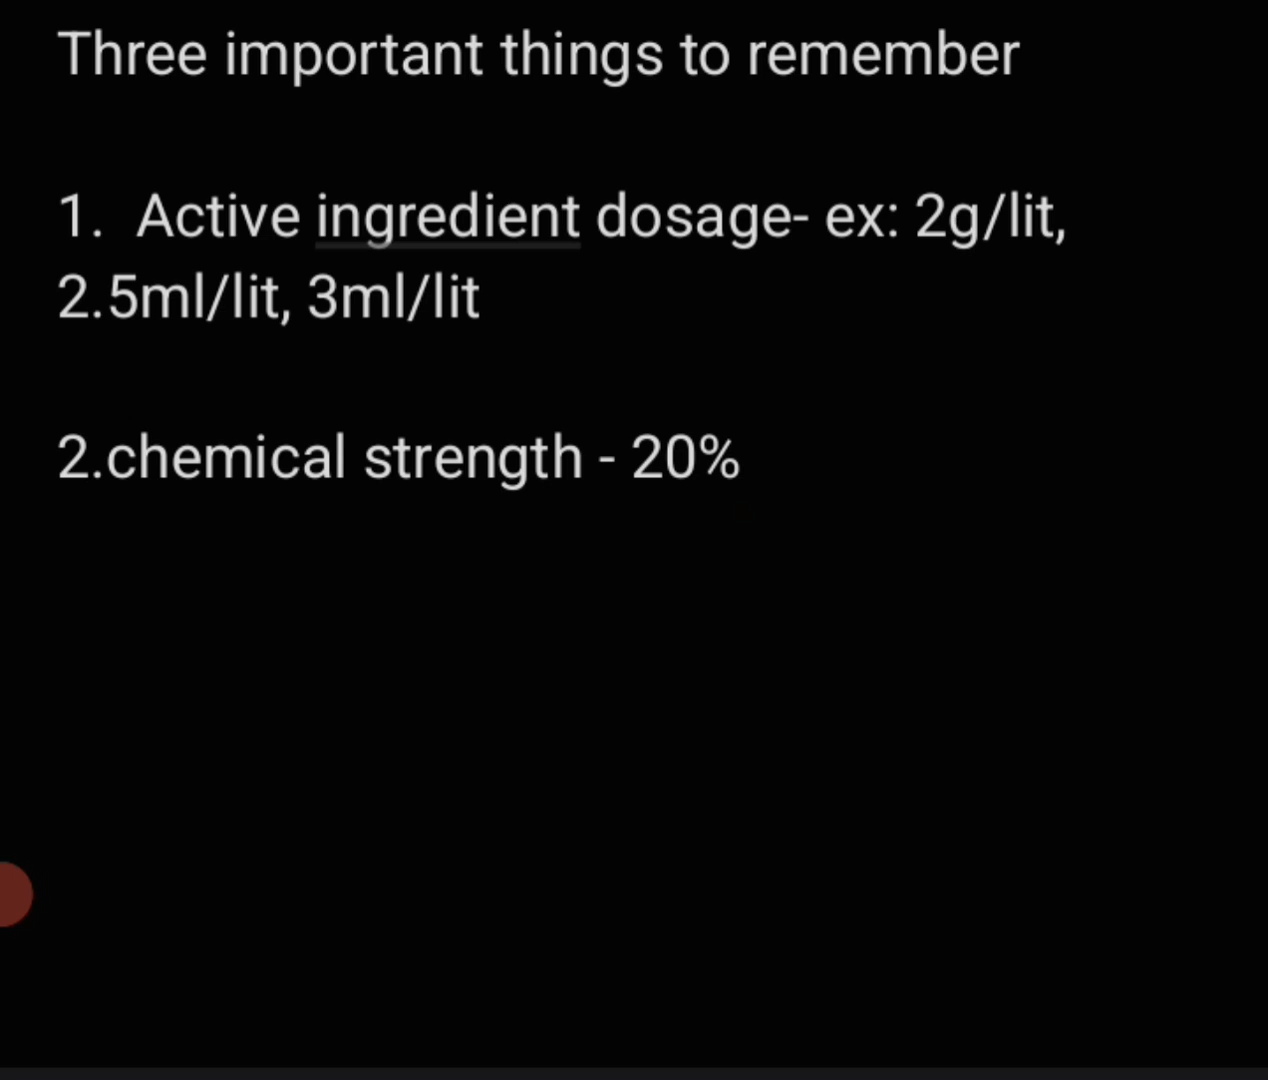 Three important things to remember
1. Active ingredient dosage- ex: 2g/lit,
2.5ml/lit, 3ml/lit
2.chemical strength - 20%